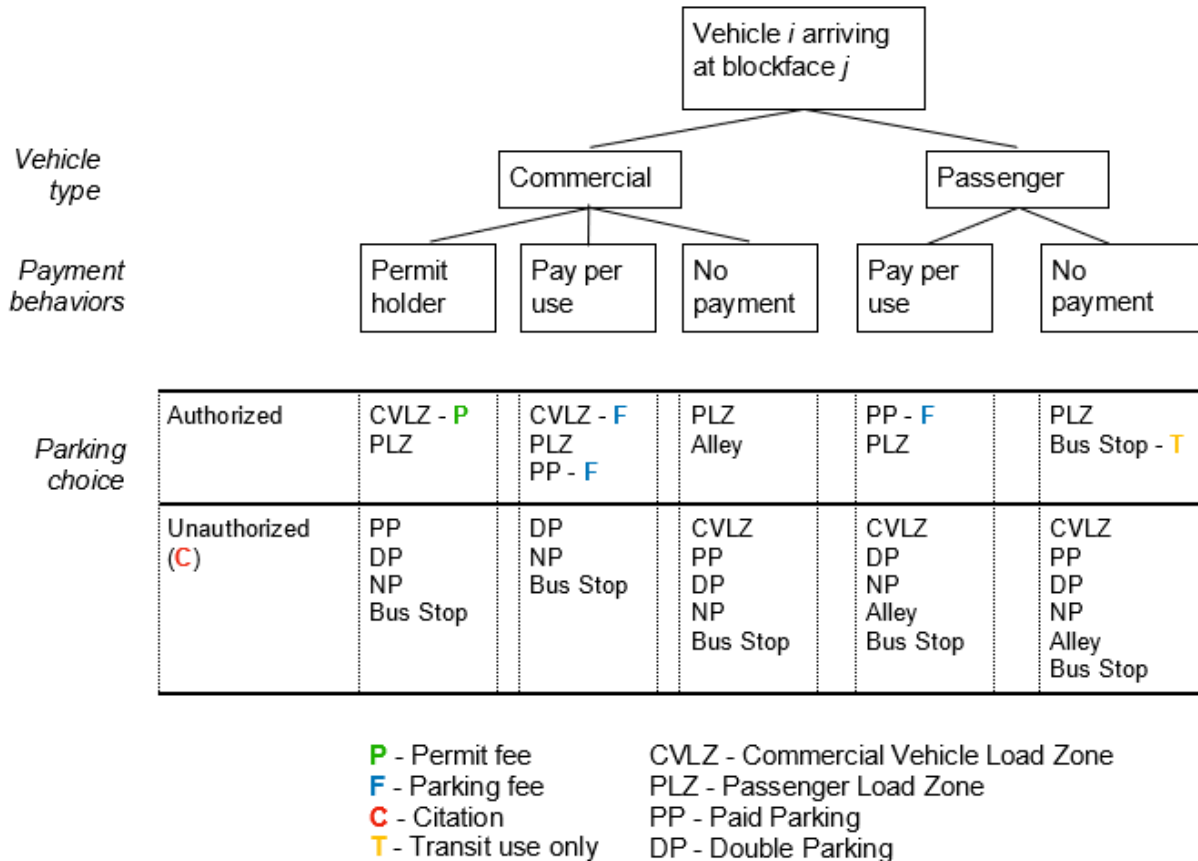 Vehicle i arriving
at blockface j
Vehicle
type
Commercial
Passenger
Payment
behaviors
Permit
holder
Pay per
use
No
payment
Pay per
use
No
payment
Parking
choice
Authorized
CVLZ - P
PLZ
CVLZ - F
PLZ
PP - F
PLZ
Alley
PP - F
PLZ
PLZ
Bus Stop - T
Unauthorized
(C)
PP
DP
NP
Bus Stop
DP
NP
Bus Stop
CVLZ
PP
DP
NP
Bus Stop
CVLZ
DP
NP
Alley
Bus Stop
CVLZ
PP
DP
NP
Alley
Bus Stop
P - Permit fee
F - Parking fee
C - Citation
T - Transit use only
CVLZ - Commercial Vehicle Load Zone
PLZ - Passenger Load Zone
PP - Paid Parking
DP - Double Parking